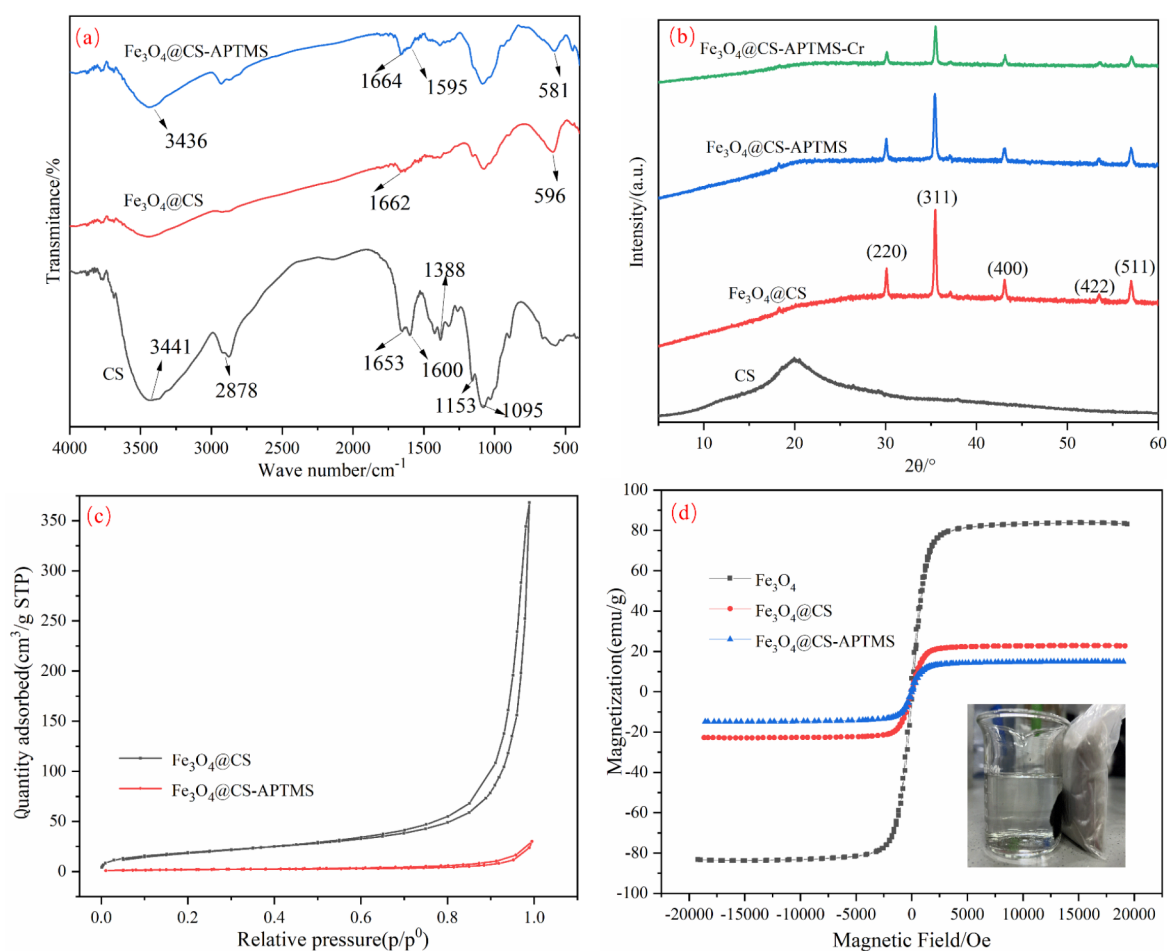 (a)
Fe₃O₄@CS-APTMS
1664
1595
581
3436
Fe₃O₄@CS
1662
596
1388
3441
CS
2878
1653
1600
1153
1095
4000 3500 3000 2500 2000 1500 1000 500
Wave number/cm⁻¹
Transmitance/%
(b)
Fe₃O₄@CS-APTMS-Cr
Fe₃O₄@CS-APTMS
(311)
(220)
(400)
(422)
(511)
Fe₃O₄@CS
CS
10 20 30 40 50 60
2θ/°
Intensity/(a.u.)
(c)
350
300
250
200
150
100
50
0
Fe₃O₄@CS
Fe₃O₄@CS-APTMS
0.0 0.2 0.4 0.6 0.8 1.0
Relative pressure(p/p⁰)
Quantity adsorbed(cm³/g STP)
(d)
100
80
60
40
20
0
-20
-40
-60
-80
-100
Fe₃O₄
Fe₃O₄@CS
Fe₃O₄@CS-APTMS
-20000 -15000 -10000 -5000 0 5000 10000 15000 20000
Magnetic Field/Oe
Magnetization(emu/g)